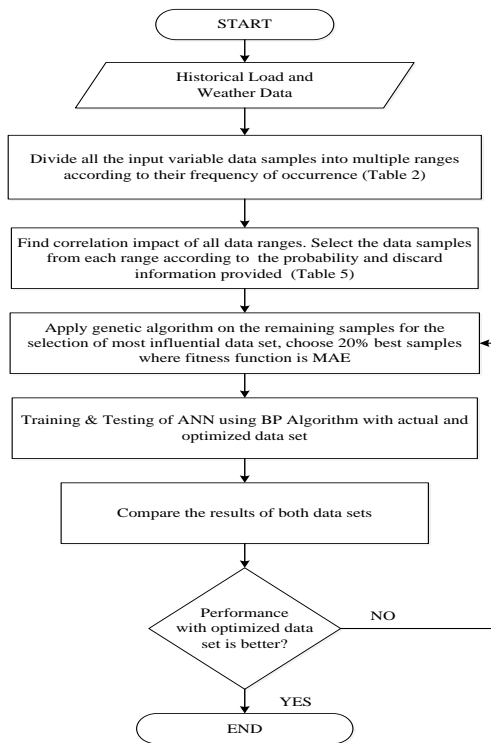 START
Historical Load and
Weather Data
Divide all the input variable data samples into multiple ranges
according to their frequency of occurrence (Table 2)
Find correlation impact of all data ranges. Select the data samples
from each range according to the probability and discard
information provided (Table 5)
Apply genetic algorithm on the remaining samples for the
selection of most influential data set, choose 20% best samples
where fitness function is MAE
Training & Testing of ANN using BP Algorithm with actual and
optimized data set
Compare the results of both data sets
Performance
with optimized data
set is better?
NO
YES
END